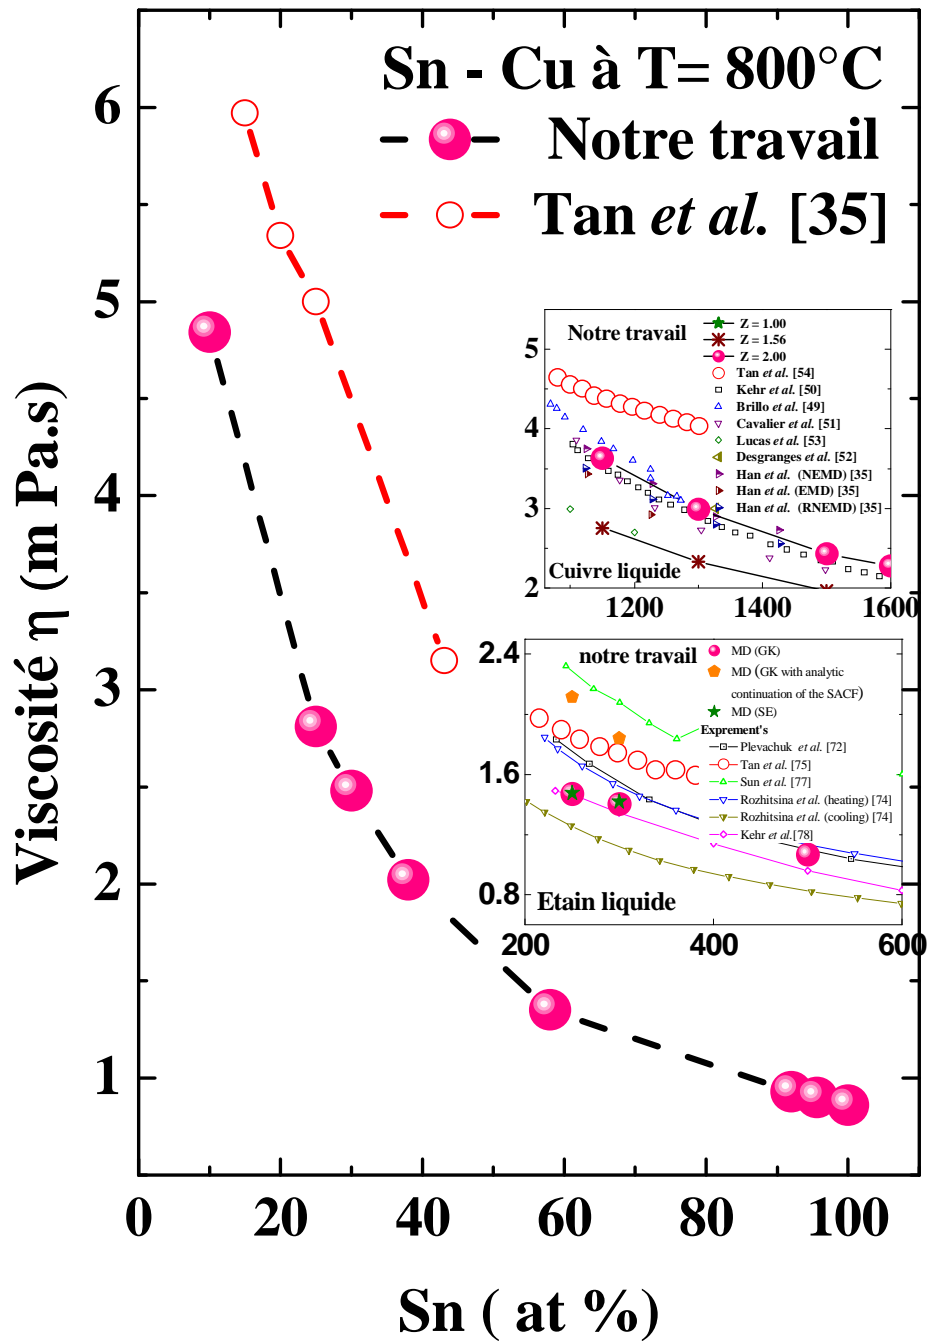 Sn - Cu à T= 800°C
Notre travail
Tan et al. [35]
6
5
4
3
2
1
0
20
40
60
80
100
Viscosité η (m Pa.s)
Sn ( at %)
Notre travail
Z = 1.00
Z = 1.56
Z = 2.00
Tan et al. [54]
Kehr et al. [50]
Brillo et al. [49]
Cavalier et al. [51]
Lucas et al. [53]
Desgranges et al. [52]
Han et al. (NEMD) [35]
Han et al. (EMD) [35]
Han et al. (RNEMD) [35]
Cuivre liquide
5
4
3
2
1200
1400
1600
notre travail
MD (GK)
MD (GK with analytic
continuation of the SACF)
MD (SE)
Exprement's
Plevachuk et al. [72]
Tan et al. [75]
Sun et al. [77]
Rozhitsina et al. (heating) [74]
Rozhitsina et al. (cooling) [74]
Kehr et al.[78]
Etain liquide
2.4
1.6
0.8
200
400
600